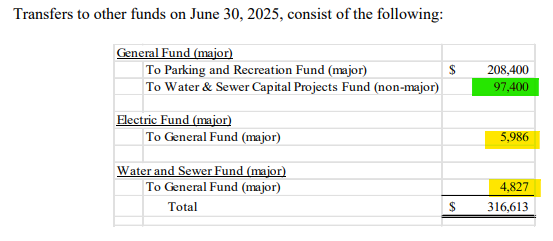 Transfers to other funds on June 30, 2025, consist of the following:
General Fund (major)
To Parking and Recreation Fund (major) $ 208,400
To Water & Sewer Capital Projects Fund (non-major) 97,400
Electric Fund (major)
To General Fund (major) 5,986
Water and Sewer Fund (major)
To General Fund (major) 4,827
Total $ 316,613